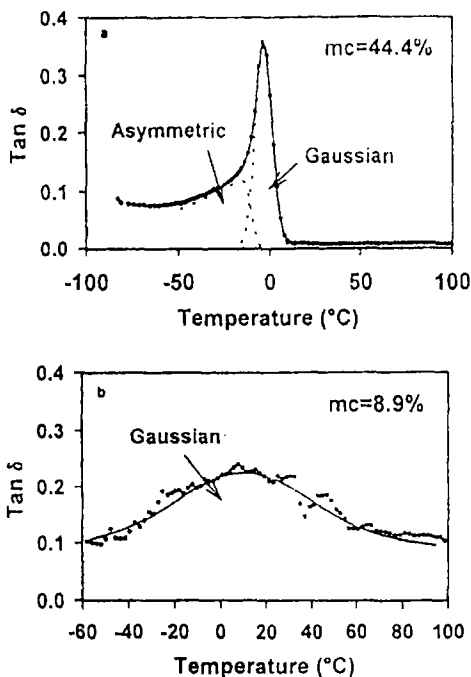 a
mc=44.4%
Asymmetric
Gaussian
Tan δ
0.4
0.3
0.2
0.1
0.0
-100 -50 0 50 100
Temperature (°C)
b
mc=8.9%
Gaussian
Tan δ
0.4
0.3
0.2
0.1
0.0
-60 -40 -20 0 20 40 60 80 100
Temperature (°C)